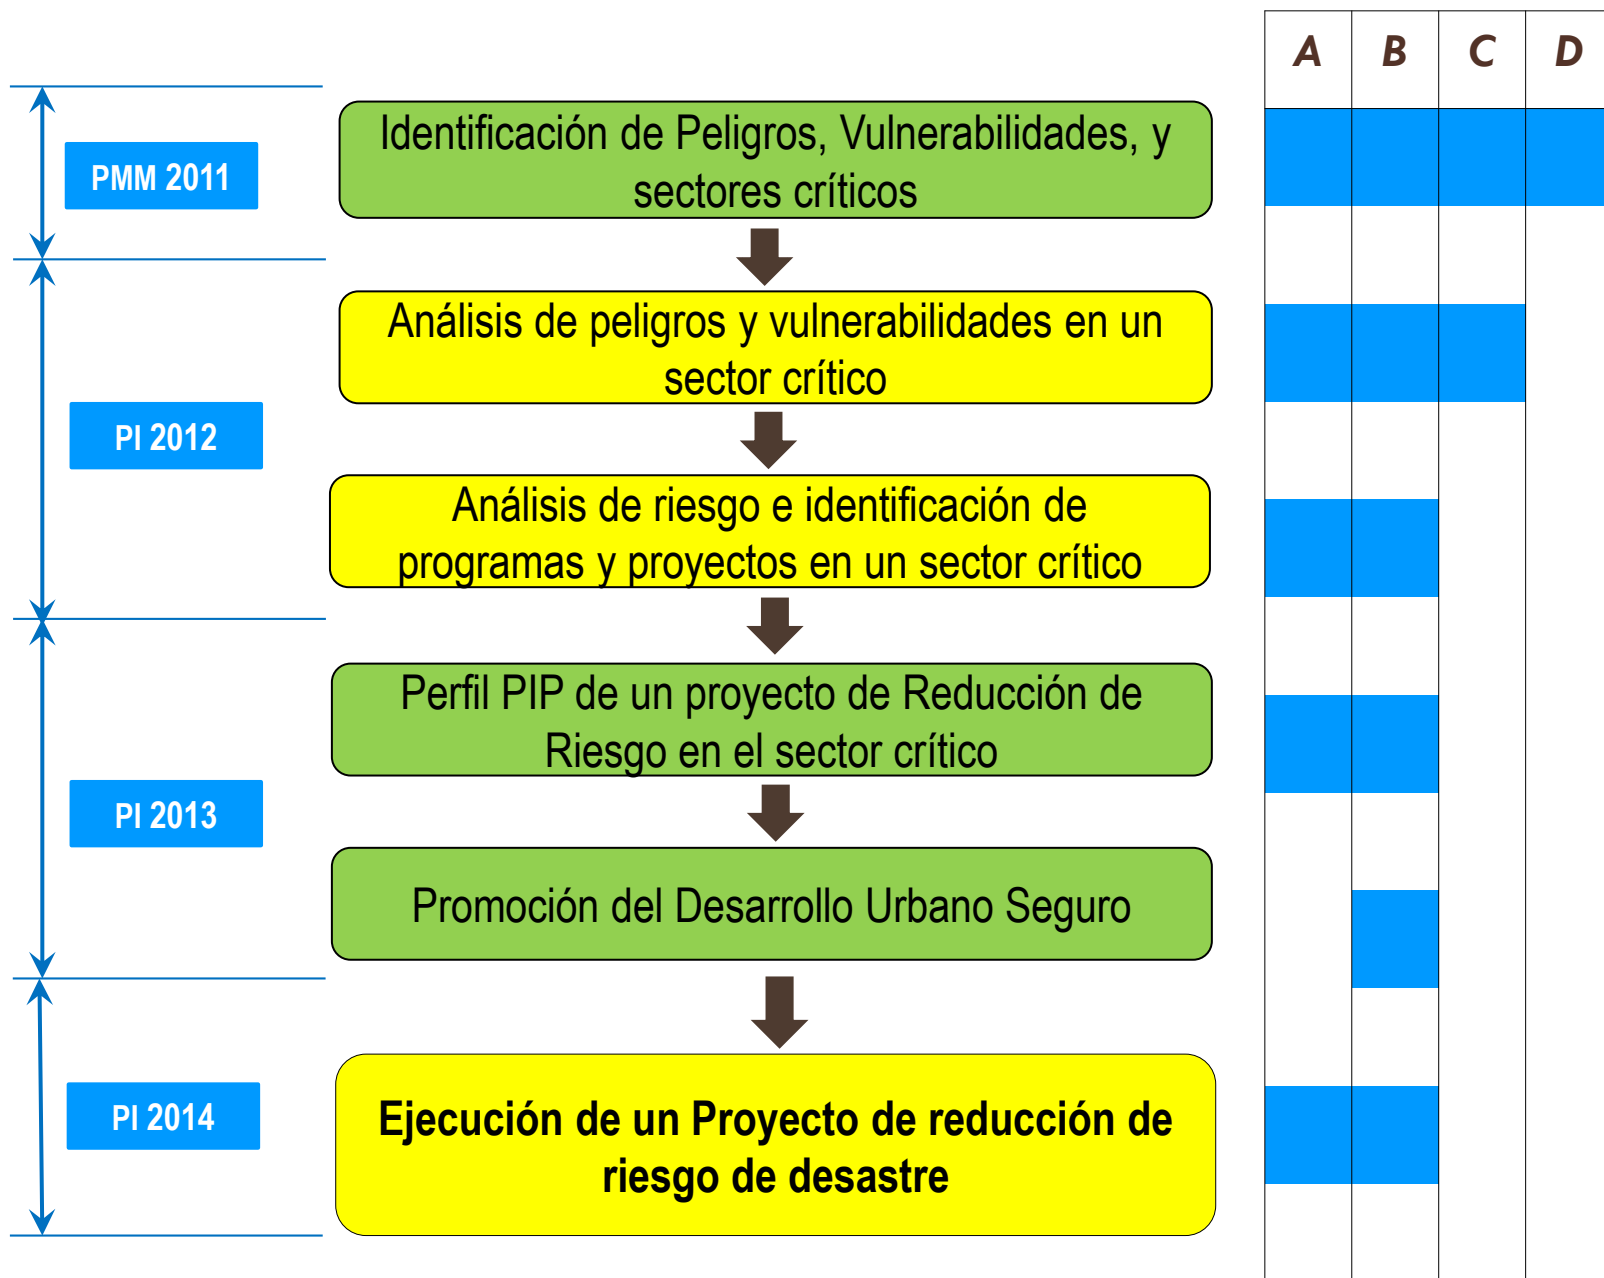 A B C D
PMM 2011
Identificación de Peligros, Vulnerabilidades, y
sectores críticos
Análisis de peligros y vulnerabilidades en un
sector crítico
PI 2012
Análisis de riesgo e identificación de
programas y proyectos en un sector crítico
Perfil PIP de un proyecto de Reducción de
Riesgo en el sector crítico
PI 2013
Promoción del Desarrollo Urbano Seguro
PI 2014
Ejecución de un Proyecto de reducción de
riesgo de desastre